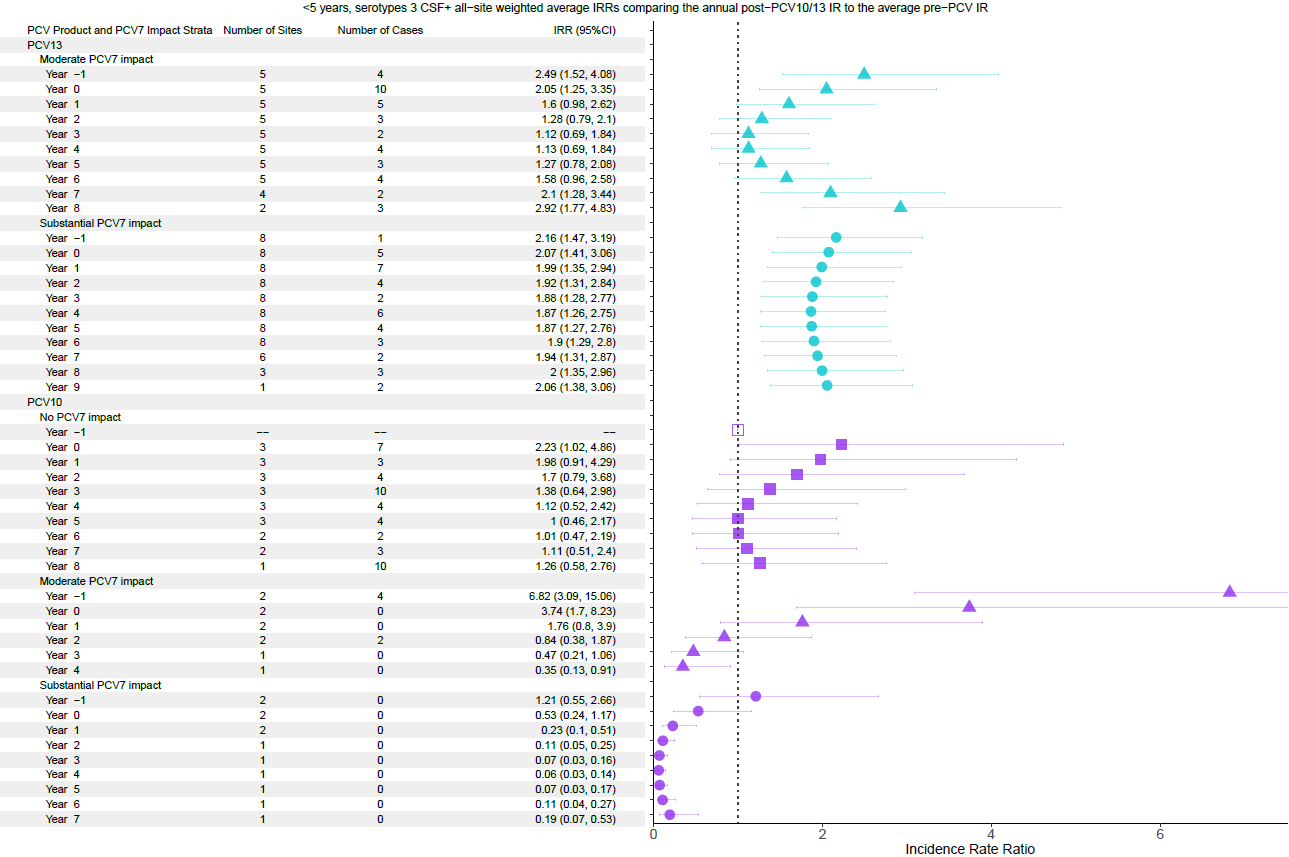 <5 years, serotypes 3 CSF+ all−site weighted average IRRs comparing the annual post−PCV10/13 IR to the average pre−PCV IR
PCV Product and PCV7 Impact Strata Number of Sites Number of Cases IRR (95%CI)
PCV13
Moderate PCV7 impact
Year −1 5 4 2.49 (1.52, 4.08)
Year 0 5 10 2.05 (1.25, 3.35)
Year 1 5 5 1.6 (0.98, 2.62)
Year 2 5 3 1.28 (0.79, 2.1)
Year 3 5 2 1.12 (0.69, 1.84)
Year 4 5 4 1.13 (0.69, 1.84)
Year 5 5 3 1.27 (0.78, 2.08)
Year 6 5 4 1.58 (0.96, 2.58)
Year 7 4 2 2.1 (1.28, 3.44)
Year 8 2 3 2.92 (1.77, 4.83)
Substantial PCV7 impact
Year −1 8 1 2.16 (1.47, 3.19)
Year 0 8 5 2.07 (1.41, 3.06)
Year 1 8 7 1.99 (1.35, 2.94)
Year 2 8 4 1.92 (1.31, 2.84)
Year 3 8 2 1.88 (1.28, 2.77)
Year 4 8 6 1.87 (1.26, 2.75)
Year 5 8 4 1.87 (1.27, 2.76)
Year 6 8 3 1.9 (1.29, 2.8)
Year 7 6 2 1.94 (1.31, 2.87)
Year 8 3 3 2 (1.35, 2.96)
Year 9 1 2 2.06 (1.38, 3.06)
PCV10
No PCV7 impact
Year −1 −− −− −−
Year 0 3 7 2.23 (1.02, 4.86)
Year 1 3 3 1.98 (0.91, 4.29)
Year 2 3 4 1.7 (0.79, 3.68)
Year 3 3 10 1.38 (0.64, 2.98)
Year 4 3 4 1.12 (0.52, 2.42)
Year 5 3 4 1 (0.46, 2.17)
Year 6 2 2 1.01 (0.47, 2.19)
Year 7 2 3 1.11 (0.51, 2.4)
Year 8 1 10 1.26 (0.58, 2.76)
Moderate PCV7 impact
Year −1 2 4 6.82 (3.09, 15.06)
Year 0 2 0 3.74 (1.7, 8.23)
Year 1 2 0 1.76 (0.8, 3.9)
Year 2 2 2 0.84 (0.38, 1.87)
Year 3 1 0 0.47 (0.21, 1.06)
Year 4 1 0 0.35 (0.13, 0.91)
Substantial PCV7 impact
Year −1 2 0 1.21 (0.55, 2.66)
Year 0 2 0 0.53 (0.24, 1.17)
Year 1 2 0 0.23 (0.1, 0.51)
Year 2 1 0 0.11 (0.05, 0.25)
Year 3 1 0 0.07 (0.03, 0.16)
Year 4 1 0 0.06 (0.03, 0.14)
Year 5 1 0 0.07 (0.03, 0.17)
Year 6 1 0 0.11 (0.04, 0.27)
Year 7 1 0 0.19 (0.07, 0.53)
0 2 4 6
Incidence Rate Ratio